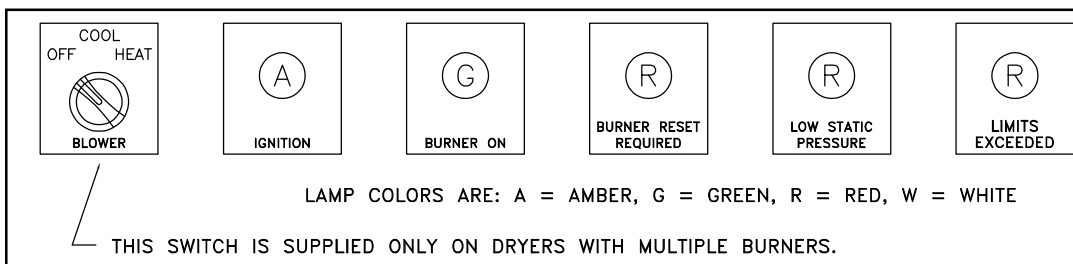 COOL
OFF HEAT
BLOWER
A
IGNITION
G
BURNER ON
R
BURNER RESET
REQUIRED
R
LOW STATIC
PRESSURE
R
LIMITS
EXCEEDED
LAMP COLORS ARE: A = AMBER, G = GREEN, R = RED, W = WHITE
THIS SWITCH IS SUPPLIED ONLY ON DRYERS WITH MULTIPLE BURNERS.